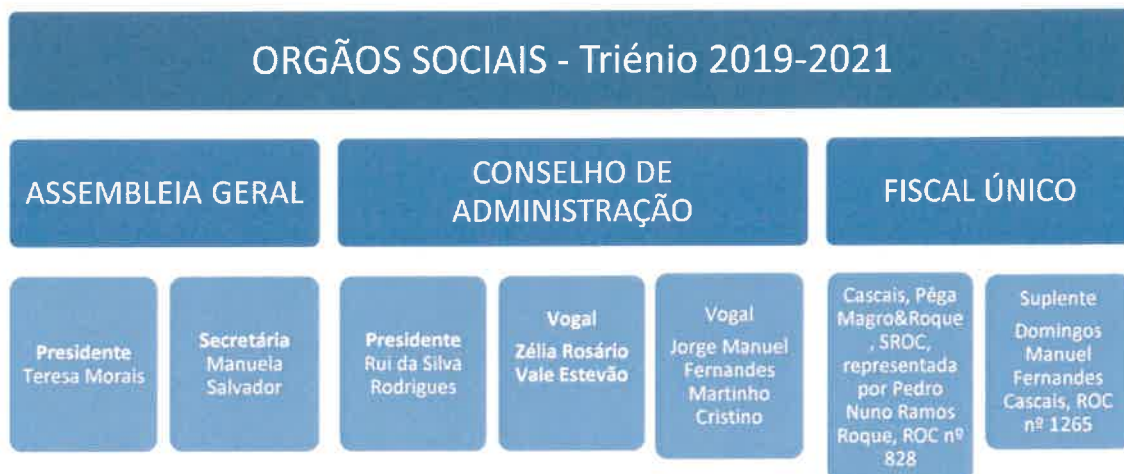 ORGÃOS SOCIAIS - Triénio 2019-2021
ASSEMBLEIA GERAL
CONSELHO DE
ADMINISTRAÇÃO
FISCAL ÚNICO
Presidente
Teresa Morais
Secretária
Manuela
Salvador
Presidente
Rui da Silva
Rodrigues
Vogal
Zélia Rosário
Vale Estevão
Vogal
Jorge Manuel
Fernandes
Martinho
Cristino
Cascais, Pêga
Magro&Roque
, SROC,
representada
por Pedro
Nuno Ramos
Roque, ROC nº
828
Suplente
Domingos
Manuel
Fernandes
Cascais, ROC
nº 1265